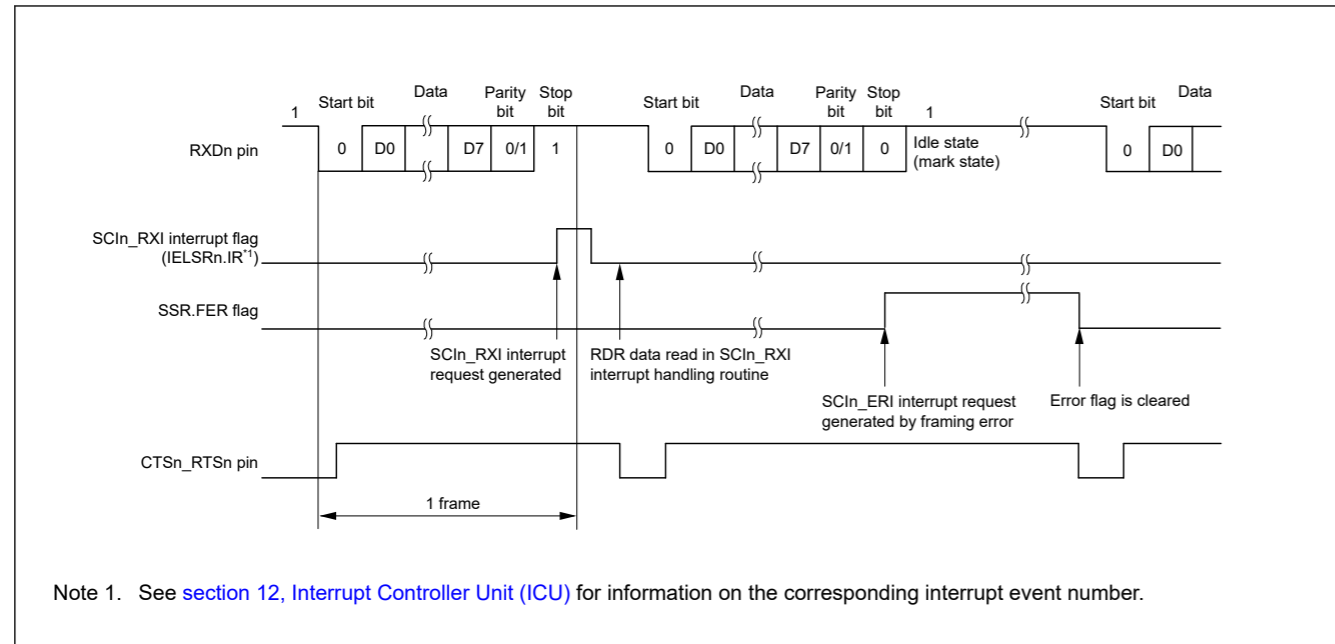 1 Start bit Data Parity bit Stop bit Start bit Data Parity bit Stop bit 1 Start bit Data
RXDn pin 0 D0 D7 0/1 1 0 D0 D7 0/1 0 Idle state (mark state) 0 D0
SCIn_RXI interrupt flag
(IELSRn.IR*1)
SSR.FER flag
SCIn_RXI interrupt
request generated
RDR data read in SCIn_RXI
interrupt handling routine
SCIn_ERI interrupt request
generated by framing error
Error flag is cleared
CTSn_RTSn pin
1 frame
Note 1. See section 12, Interrupt Controller Unit (ICU) for information on the corresponding interrupt event number.